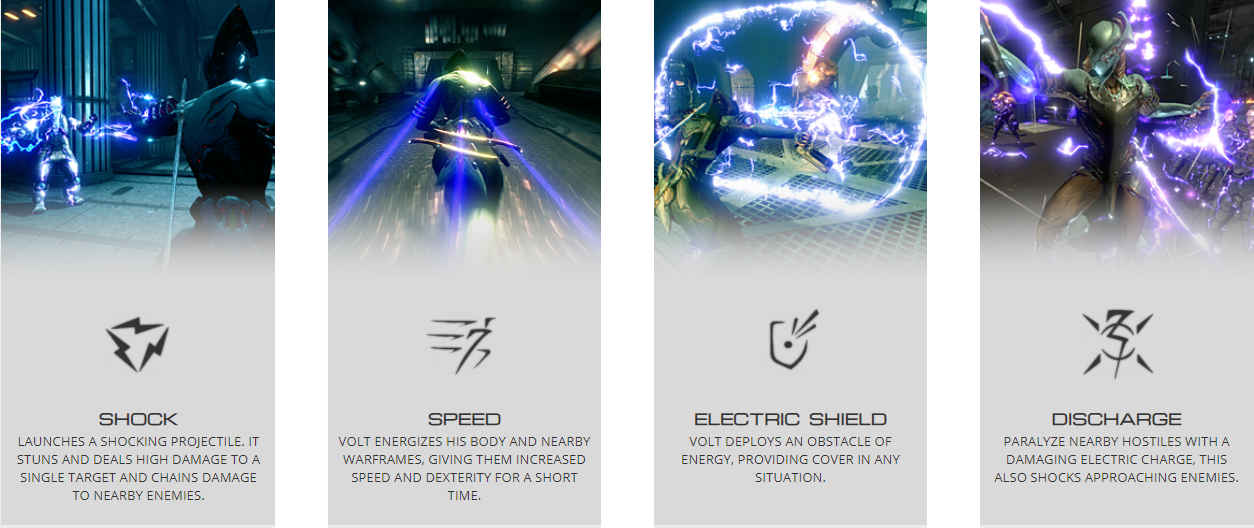 SHOCK
LAUNCHES A SHOCKING PROJECTILE. IT
STUNS AND DEALS HIGH DAMAGE TO A
SINGLE TARGET AND CHAINS DAMAGE
TO NEARBY ENEMIES.
SPEED
VOLT ENERGIZES HIS BODY AND NEARBY
WARFRAMES, GIVING THEM INCREASED
SPEED AND DEXTERITY FOR A SHORT
TIME.
ELECTRIC SHIELD
VOLT DEPLOYS AN OBSTACLE OF
ENERGY, PROVIDING COVER IN ANY
SITUATION.
DISCHARGE
PARALYZE NEARBY HOSTILES WITH A
DAMAGING ELECTRIC CHARGE, THIS
ALSO SHOCKS APPROACHING ENEMIES.